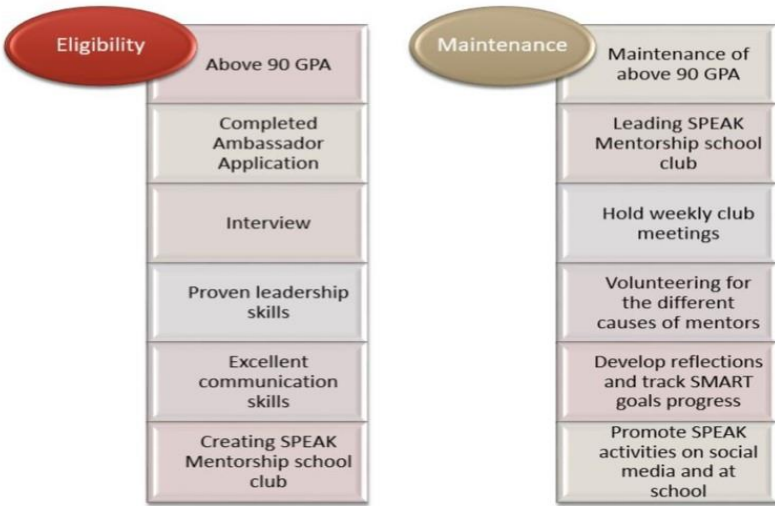 Eligibility
Above 90 GPA
Completed
Ambassador
Application
Interview
Proven leadership
skills
Excellent
communication
skills
Creating SPEAK
Mentorship school
club
Maintenance
Maintenance of
above 90 GPA
Leading SPEAK
Mentorship school
club
Hold weekly club
meetings
Volunteering for
the different
causes of mentors
Develop reflections
and track SMART
goals progress
Promote SPEAK
activities on social
media and at
school